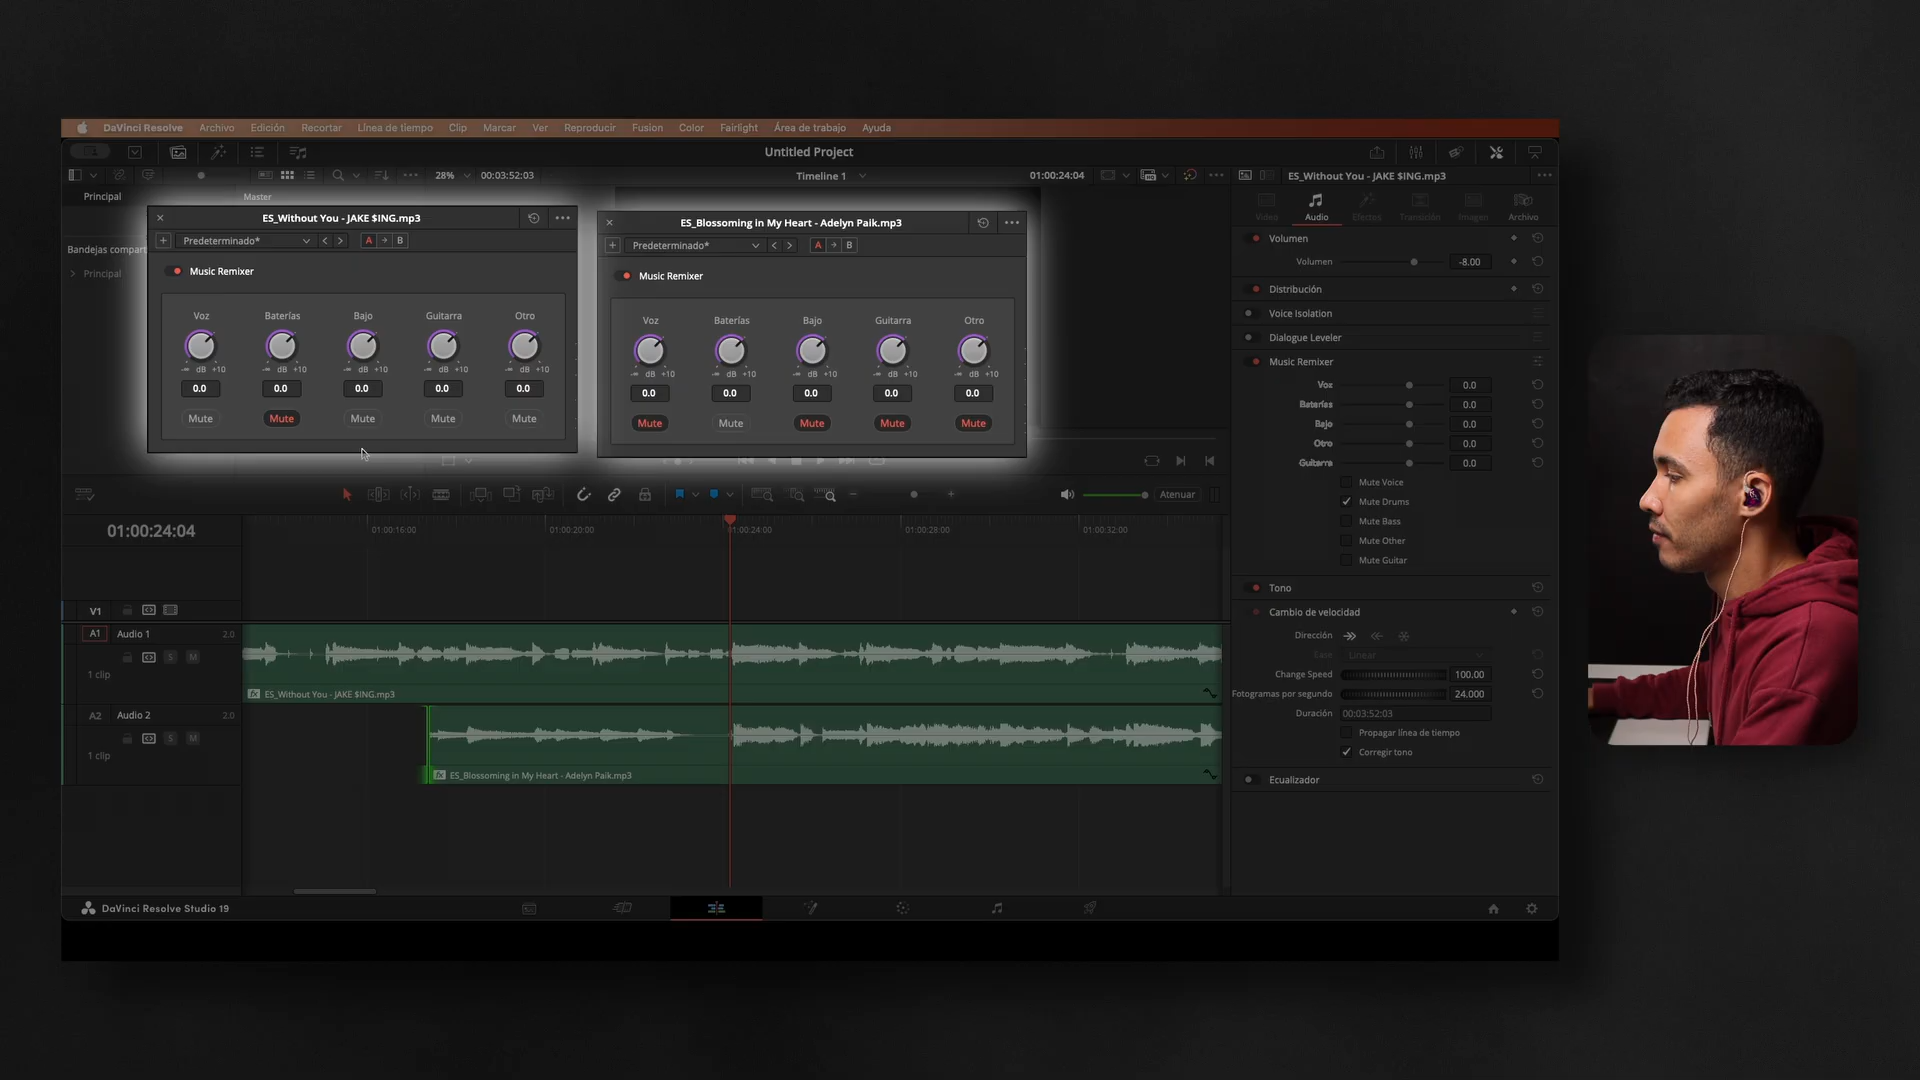 DaVinci Resolve Archivo Edición Recortar Línea de tiempo Clip Marcar Ver Reproducir Fusion Color Fairlight Área de trabajo Ayuda
Untitled Project
28% 00:03:52:03 Timeline 1 01:00:24:04 ES_Without You - JAKE $ING.mp3
Principal Master
Bandejas compart
Principal
ES_Without You - JAKE $ING.mp3
Predeterminado* A B
Music Remixer
Voz Baterías Bajo Guitarra Otro
-∞ dB +10 -∞ dB +10 -∞ dB +10 -∞ dB +10 -∞ dB +10
0.0 0.0 0.0 0.0 0.0
Mute Mute Mute Mute Mute
ES_Blossoming in My Heart - Adelyn Paik.mp3
Predeterminado* A B
Music Remixer
Voz Baterías Bajo Guitarra Otro
-∞ dB +10 -∞ dB +10 -∞ dB +10 -∞ dB +10 -∞ dB +10
0.0 0.0 0.0 0.0 0.0
Mute Mute Mute Mute Mute
Video Audio Efectos Transición Imagen Archivo
Volumen
Volumen -8.00
Distribución
Voice Isolation
Dialogue Leveler
Music Remixer
Voz 0.0
Baterías 0.0
Bajo 0.0
Otro 0.0
Guitarra 0.0
Mute Voice
Mute Drums
Mute Bass
Mute Other
Mute Guitar
Tono
Cambio de velocidad
Dirección
Ease Linear
Change Speed 100.00
Fotogramas por segundo 24.000
Duración 00:03:52:03
Propagar línea de tiempo
Corregir tono
Ecualizador
Atenuar
01:00:24:04 01:00:16:00 01:00:20:00 01:00:24:00 01:00:28:00 01:00:32:00
V1
A1 Audio 1 2.0
S M
1 clip
fx ES_Without You - JAKE $ING.mp3
A2 Audio 2 2.0
S M
1 clip
fx ES_Blossoming in My Heart - Adelyn Paik.mp3
DaVinci Resolve Studio 19